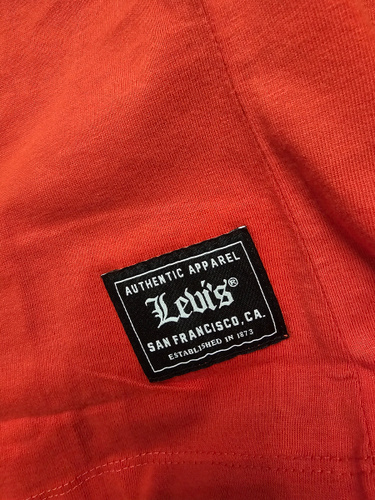 AUTHENTIC APPAREL
Levi's®
SAN FRANCISCO, CA.
ESTABLISHED IN 1873